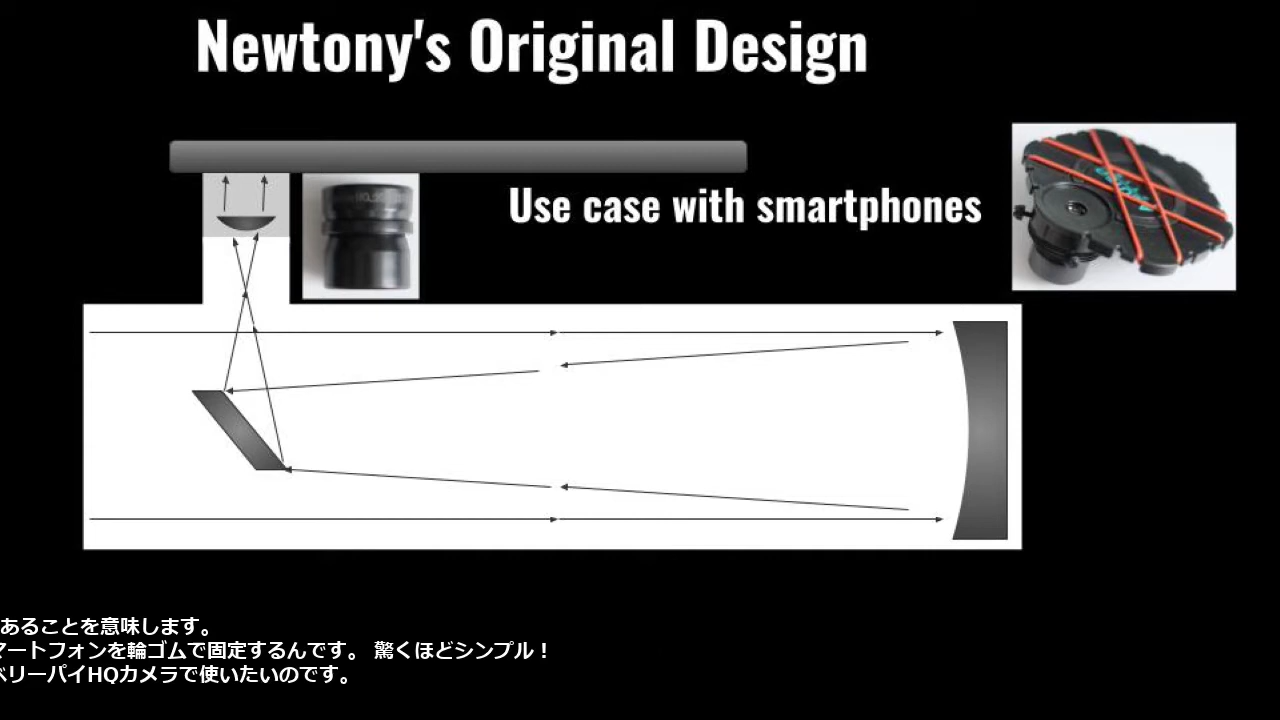 Newtony's Original Design
Use case with smartphones
あることを意味します。
マートフォンを輪ゴムで固定するんです。 驚くほどシンプル！
ベリーパイHQカメラで使いたいのです。